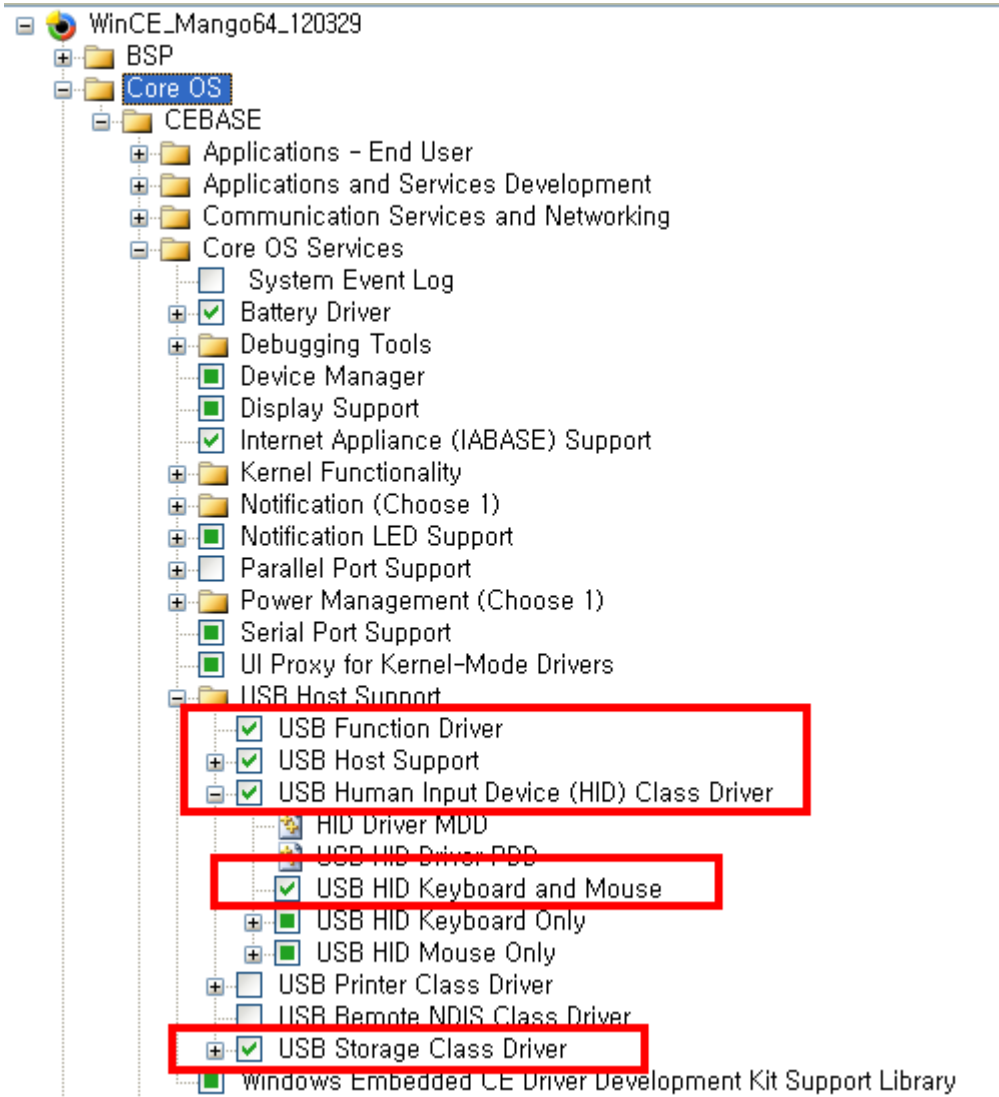 WinCE_Mango64_120329
BSP
Core OS
CEBASE
Applications - End User
Applications and Services Development
Communication Services and Networking
Core OS Services
System Event Log
Battery Driver
Debugging Tools
Device Manager
Display Support
Internet Appliance (IABASE) Support
Kernel Functionality
Notification (Choose 1)
Notification LED Support
Parallel Port Support
Power Management (Choose 1)
Serial Port Support
UI Proxy for Kernel-Mode Drivers
USB Host Support
USB Function Driver
USB Host Support
USB Human Input Device (HID) Class Driver
HID Driver MDD
USB HID Driver PDD
USB HID Keyboard and Mouse
USB HID Keyboard Only
USB HID Mouse Only
USB Printer Class Driver
USB Remote NDIS Class Driver
USB Storage Class Driver
Windows Embedded CE Driver Development Kit Support Library